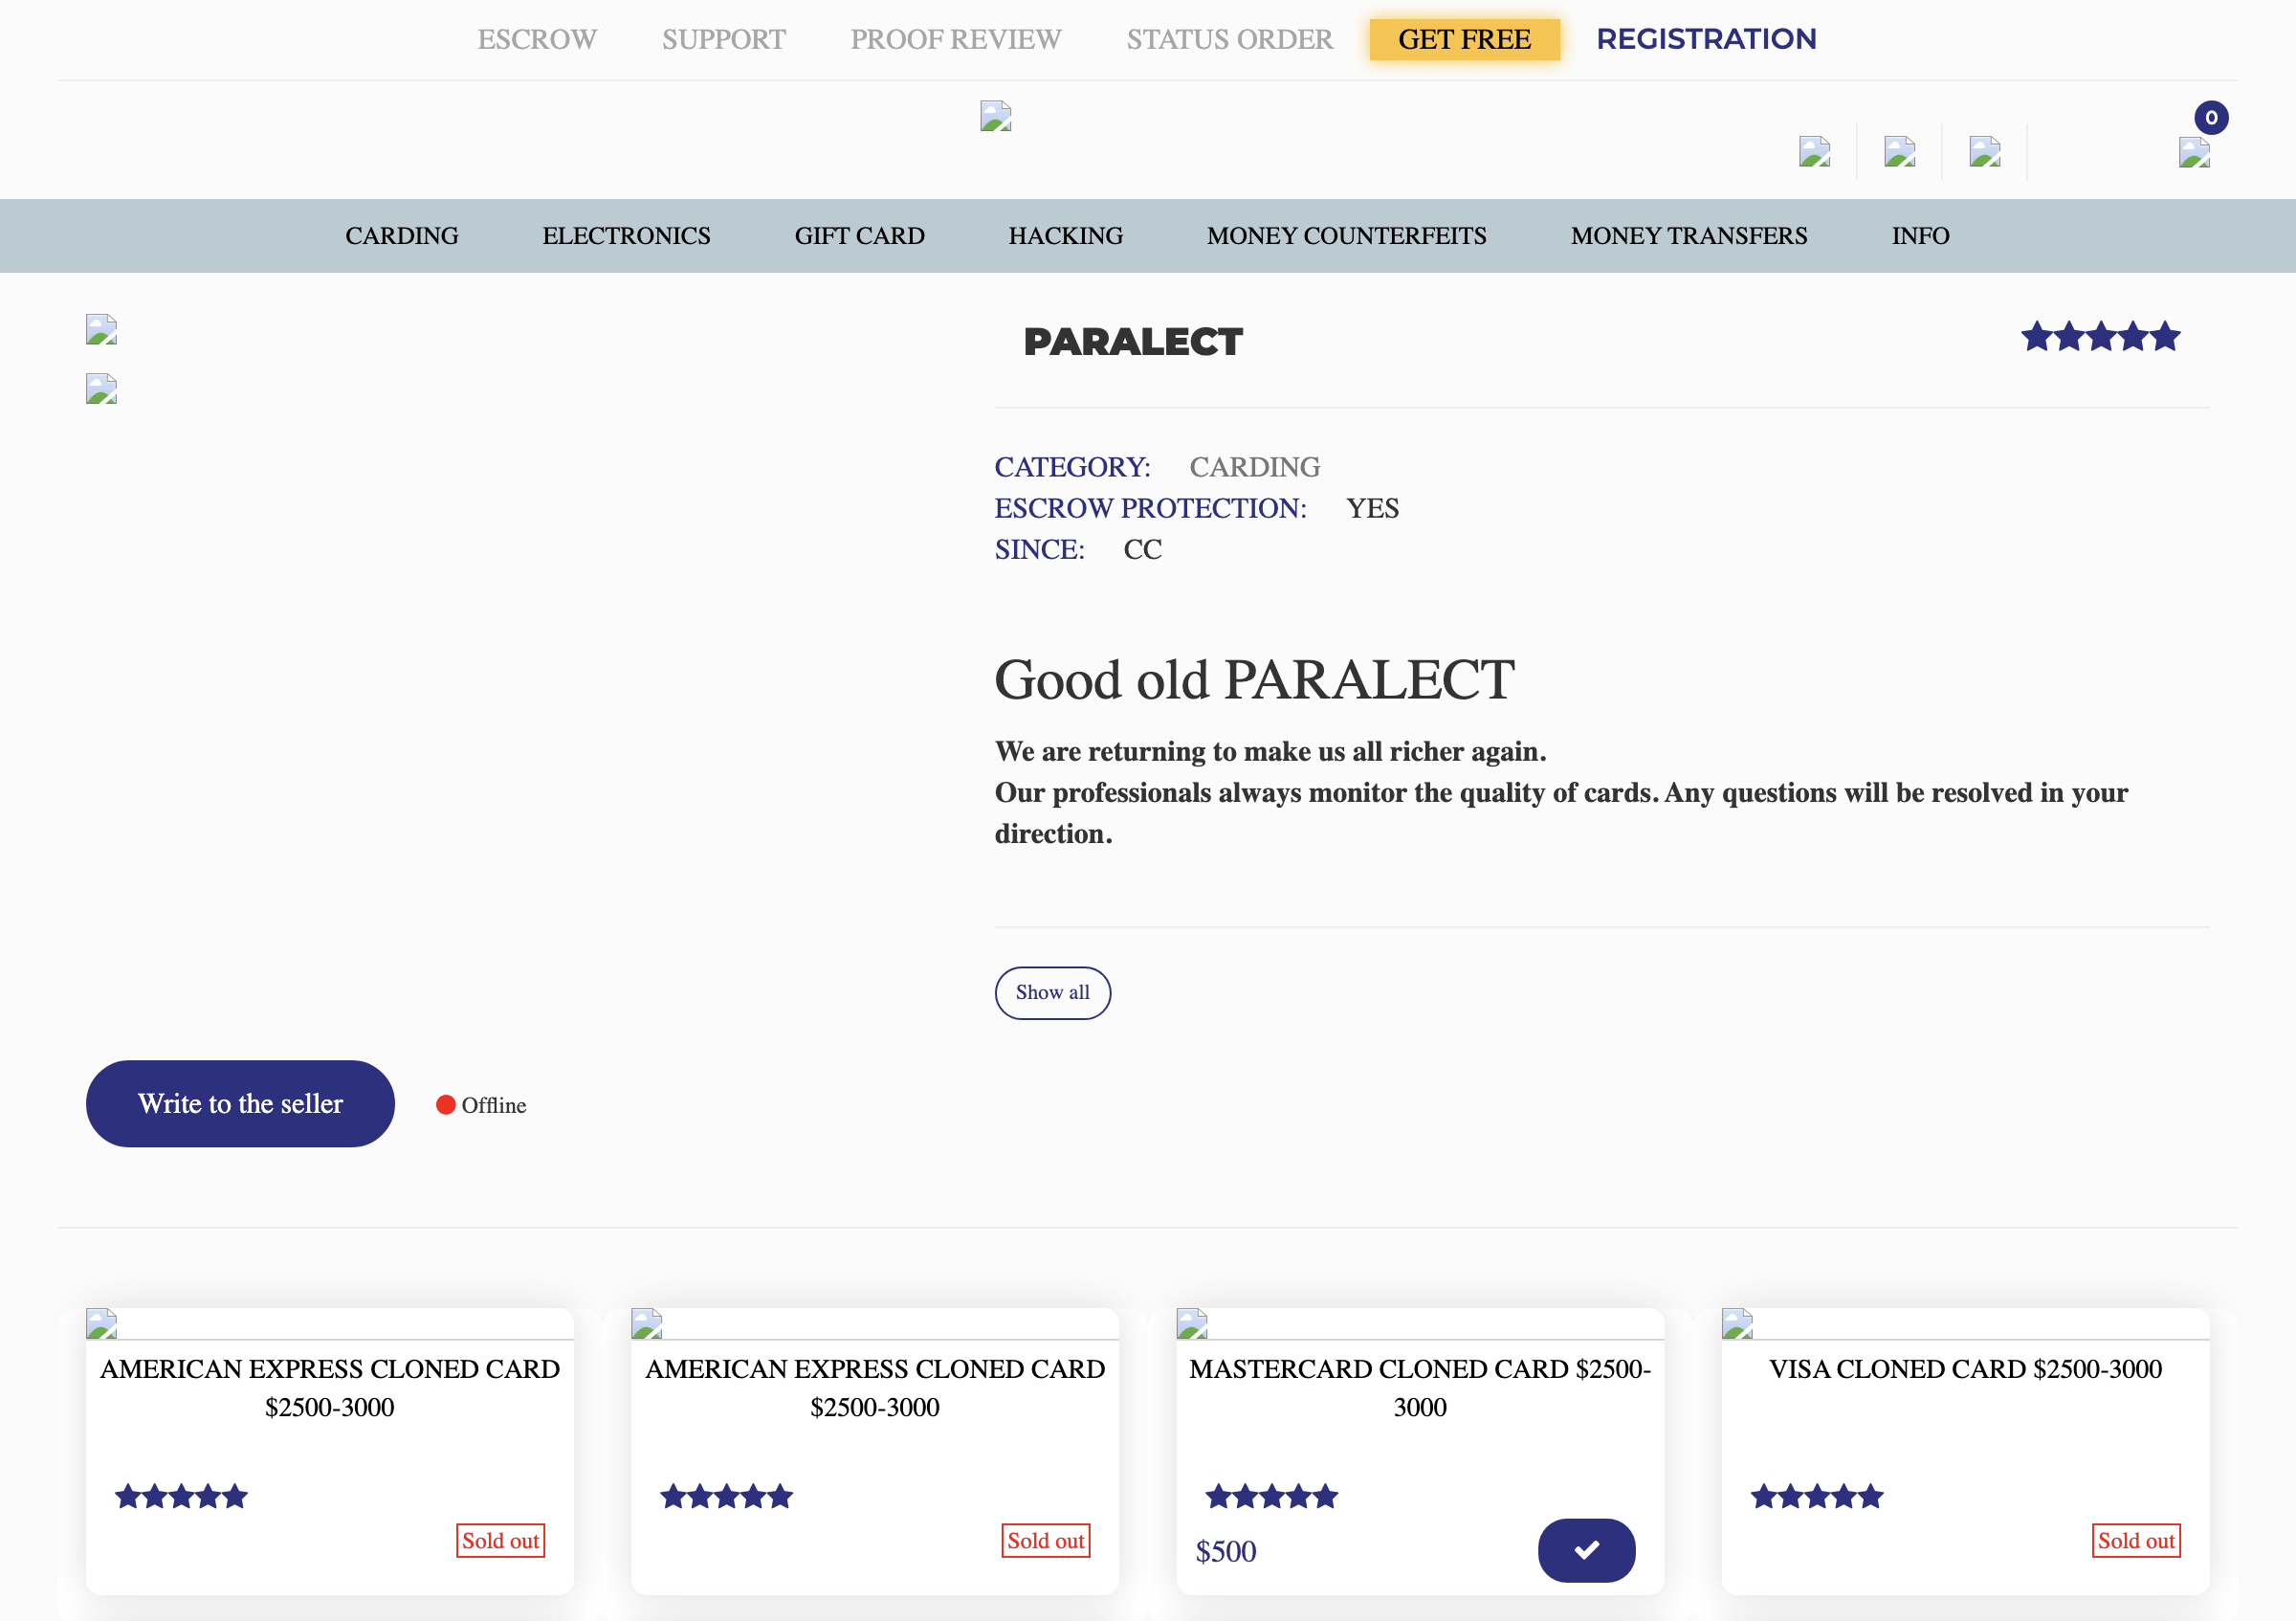 ESCROW SUPPORT PROOF REVIEW STATUS ORDER GET FREE REGISTRATION
0
CARDING ELECTRONICS GIFT CARD HACKING MONEY COUNTERFEITS MONEY TRANSFERS INFO
PARALECT
CATEGORY: CARDING
ESCROW PROTECTION: YES
SINCE: CC
Good old PARALECT
We are returning to make us all richer again.
Our professionals always monitor the quality of cards. Any questions will be resolved in your
direction.
Show all
Write to the seller
Offline
AMERICAN EXPRESS CLONED CARD
$2500-3000
Sold out
AMERICAN EXPRESS CLONED CARD
$2500-3000
Sold out
MASTERCARD CLONED CARD $2500-
3000
$500
VISA CLONED CARD $2500-3000
Sold out